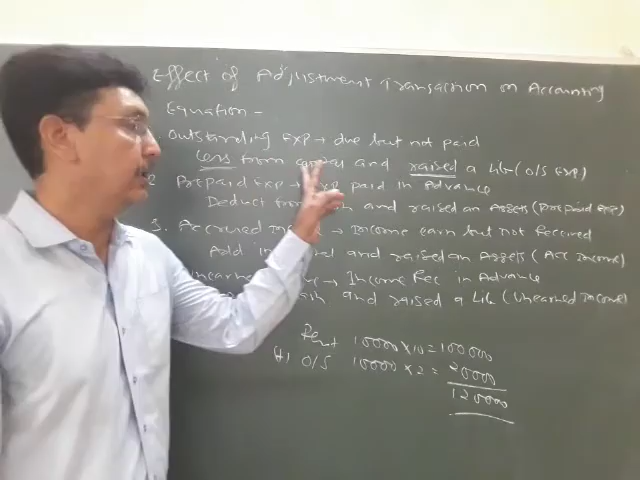 Effect of Adjustment Transaction on Accounting
Equation -
Outstanding Exp → due but not paid
Less from and raised a Lib (O/S Exp)
2 Prepaid Exp → Exp paid in Advance
Deduct from and raised an Assets (Prepaid Exp)
3. Accrued → Income earn but not Received
Add in and raised an Assets (Acc Income)
→ Income Rec in Advance
and raised a Lib (Unearned Income)
Rent 10000 × 10 = 100000
(+) O/S 10000 × 2 = 20000
120000